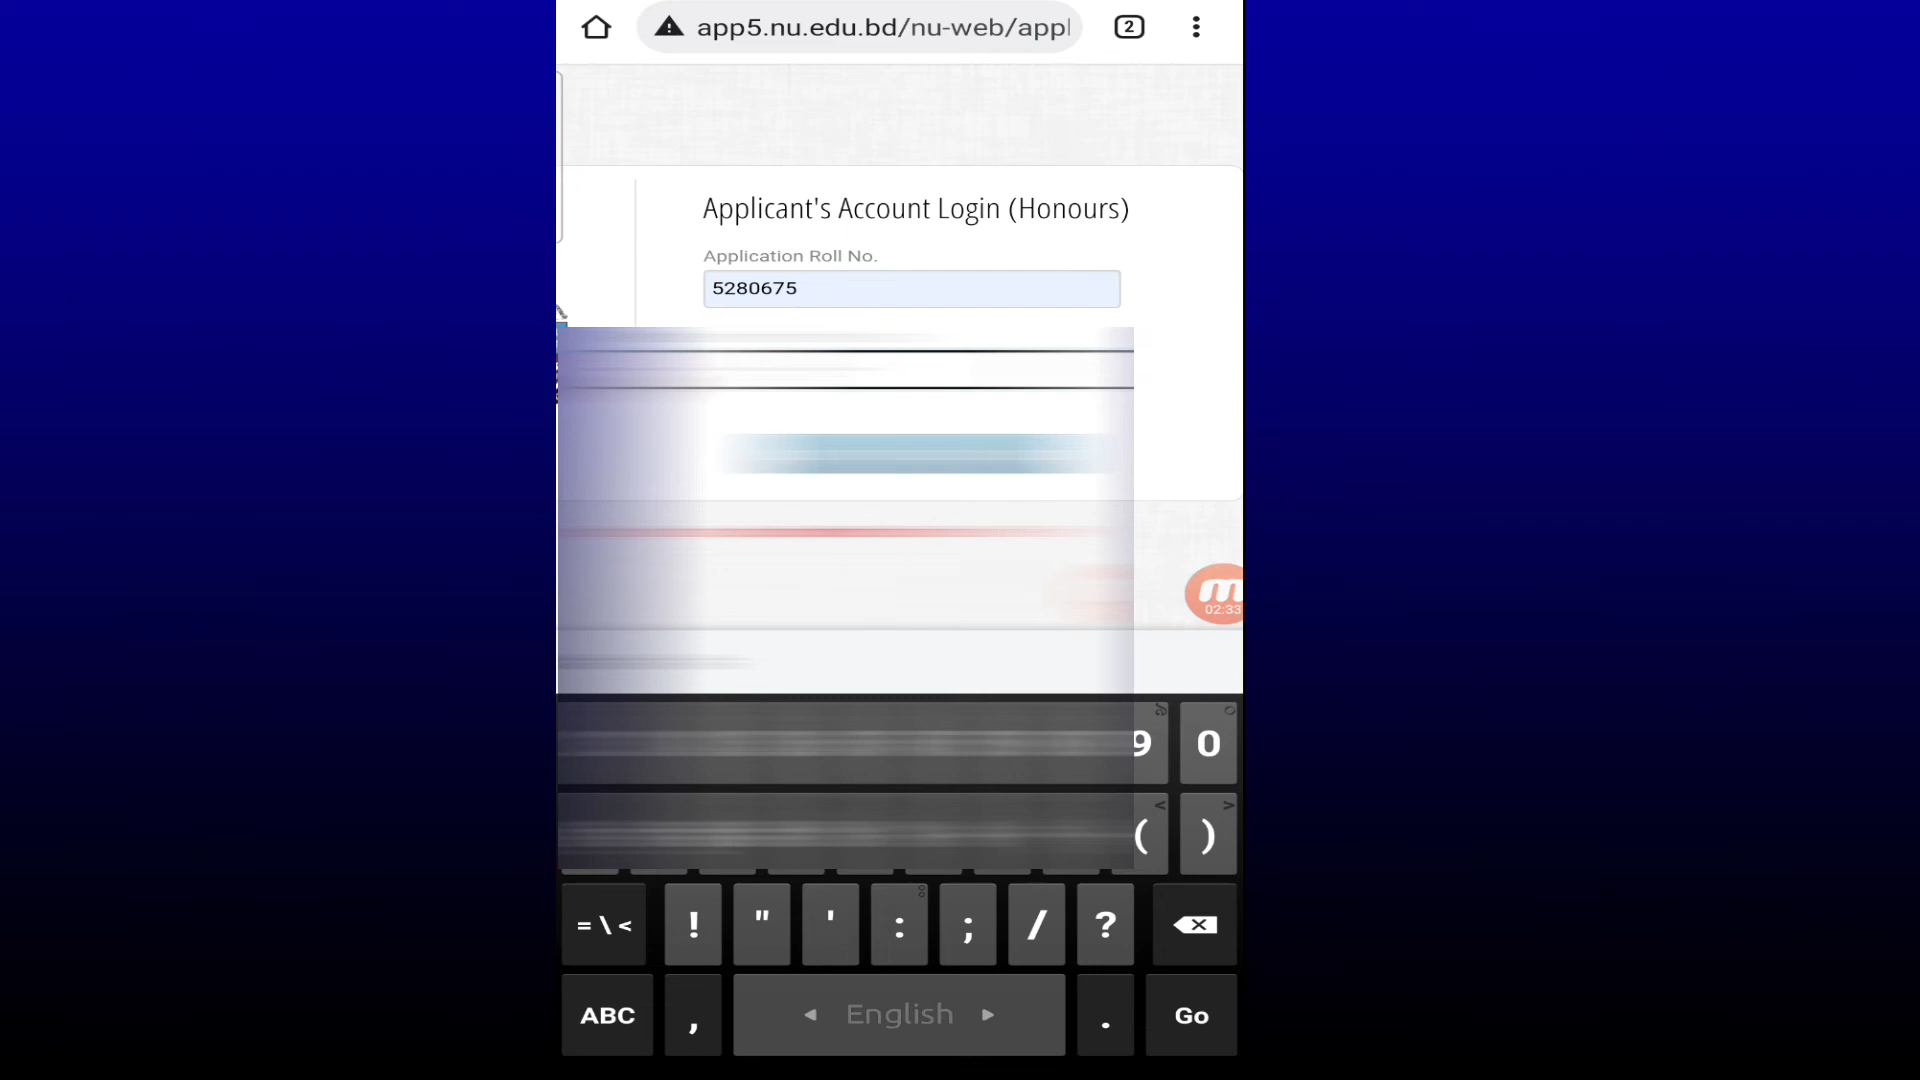 app5.nu.edu.bd/nu-web/appl
2
Applicant's Account Login (Honours)
Application Roll No.
5280675
02:33
9 0
< >
( )
= \ < ! " ' : ; / ?
ABC , ◄ English ► . Go